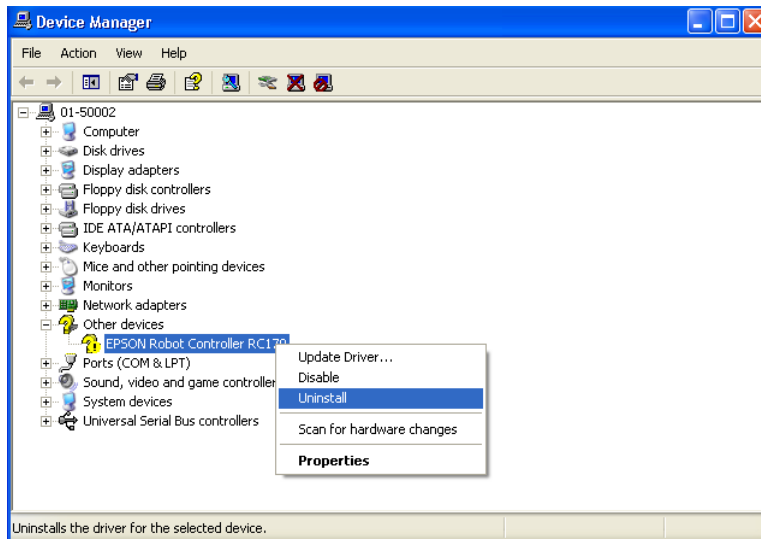 Device Manager
File Action View Help
01-50002
Computer
Disk drives
Display adapters
Floppy disk controllers
Floppy disk drives
IDE ATA/ATAPI controllers
Keyboards
Mice and other pointing devices
Monitors
Network adapters
Other devices
EPSON Robot Controller RC170
Ports (COM & LPT)
Sound, video and game controller
System devices
Universal Serial Bus controllers
Update Driver...
Disable
Uninstall
Scan for hardware changes
Properties
Uninstalls the driver for the selected device.